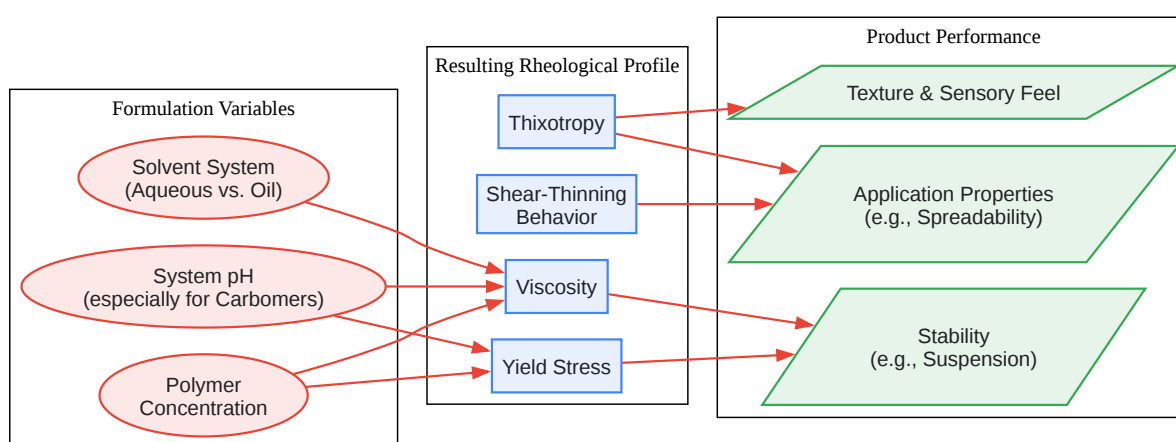 Formulation Variables
Solvent System
(Aqueous vs. Oil)
System pH
(especially for Carbomers)
Polymer
Concentration
Resulting Rheological Profile
Thixotropy
Shear-Thinning
Behavior
Viscosity
Yield Stress
Product Performance
Texture & Sensory Feel
Application Properties
(e.g., Spreadability)
Stability
(e.g., Suspension)